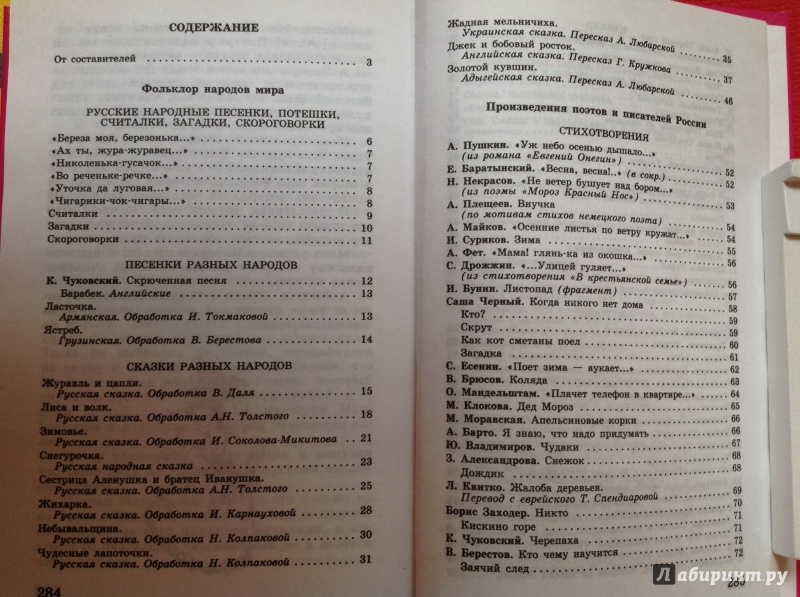 СОДЕРЖАНИЕ
От составителей 3
Фольклор народов мира
РУССКИЕ НАРОДНЫЕ ПЕСЕНКИ, ПОТЕШКИ,
СЧИТАЛКИ, ЗАГАДКИ, СКОРОГОВОРКИ
«Береза моя, березонька...» 6
«Ах ты, жура-журавец...» 7
«Николенька-гусачок...» 7
«Во реченьке-речке...» 7
«Уточка да луговая...» 8
«Чигарики-чок-чигары...» 8
Считалки 9
Загадки 10
Скороговорки 11
ПЕСЕНКИ РАЗНЫХ НАРОДОВ
К. Чуковский. Скрюченная песня 12
Барабек. Английские 13
Ласточка.
Армянская. Обработка И. Токмаковой 13
Ястреб.
Грузинская. Обработка В. Берестова 14
СКАЗКИ РАЗНЫХ НАРОДОВ
Журавль и цапля.
Русская сказка. Обработка В. Даля 15
Лиса и волк.
Русская сказка. Обработка А.Н. Толстого 18
Зимовье.
Русская сказка. Обработка И. Соколова-Микитова 21
Снегурочка.
Русская народная сказка 23
Сестрица Аленушка и братец Иванушка.
Русская сказка. Обработка А.Н. Толстого 25
Жихарка.
Русская сказка. Обработка И. Карнауховой 28
Небывальщина.
Русская сказка. Обработка Н. Колпаковой 30
Чудесные лапоточки.
Русская сказка. Обработка Н. Колпаковой 31
284
Жадная мельничиха.
Украинская сказка. Пересказ А. Любарской 35
Джек и бобовый росток.
Английская сказка. Пересказ Г. Кружкова 37
Золотой кувшин.
Адыгейская сказка. Пересказ А. Любарской 46
Произведения поэтов и писателей России
СТИХОТВОРЕНИЯ
А. Пушкин. «Уж небо осенью дышало...»
(из романа «Евгений Онегин») 52
Е. Баратынский. «Весна, весна!..» (в сокр.) 52
Н. Некрасов. «Не ветер бушует над бором...»
(из поэмы «Мороз Красный Нос») 53
А. Плещеев. Внучка
(по мотивам стихов немецкого поэта) 54
А. Майков. «Осенние листья по ветру кружат...» 54
И. Суриков. Зима 55
А. Фет. «Мама! глянь-ка из окошка...» 56
С. Дрожжин. «...Улицей гуляет...»
(из стихотворения «В крестьянской семье») 56
И. Бунин. Листопад (фрагмент) 57
Саша Черный. Когда никого нет дома 58
Кто? 59
Скрут 59
Как кот сметаны поел 60
Загадка 61
С. Есенин. «Поет зима — аукает...» 62
В. Брюсов. Коляда 63
О. Мандельштам. «Плачет телефон в квартире...» 64
М. Клокова. Дед Мороз 65
М. Моравская. Апельсиновые корки 66
А. Барто. Я знаю, что надо придумать 66
Ю. Владимиров. Чудаки 67
З. Александрова. Снежок 68
Дождик 68
Л. Квитко. Жалоба деревьев.
Перевод с еврейского Т. Спендиаровой 69
Борис Заходер. Никто 70
Кискино горе 71
К. Чуковский. Черепаха 71
В. Берестов. Кто чему научится 72
Заячий след 72
Лабиринт.ру